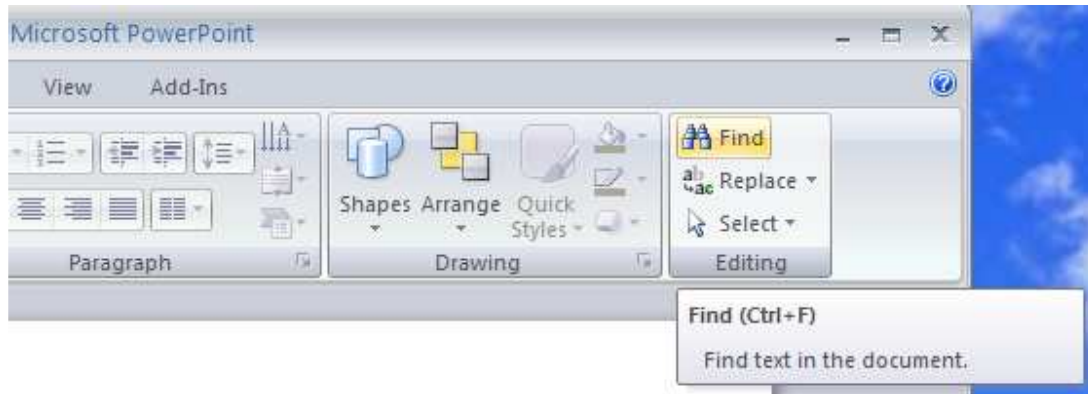 Microsoft PowerPoint
View Add-Ins
Find
Replace
Select
Shapes Arrange Quick Styles
Paragraph Drawing Editing
Find (Ctrl+F)
Find text in the document.